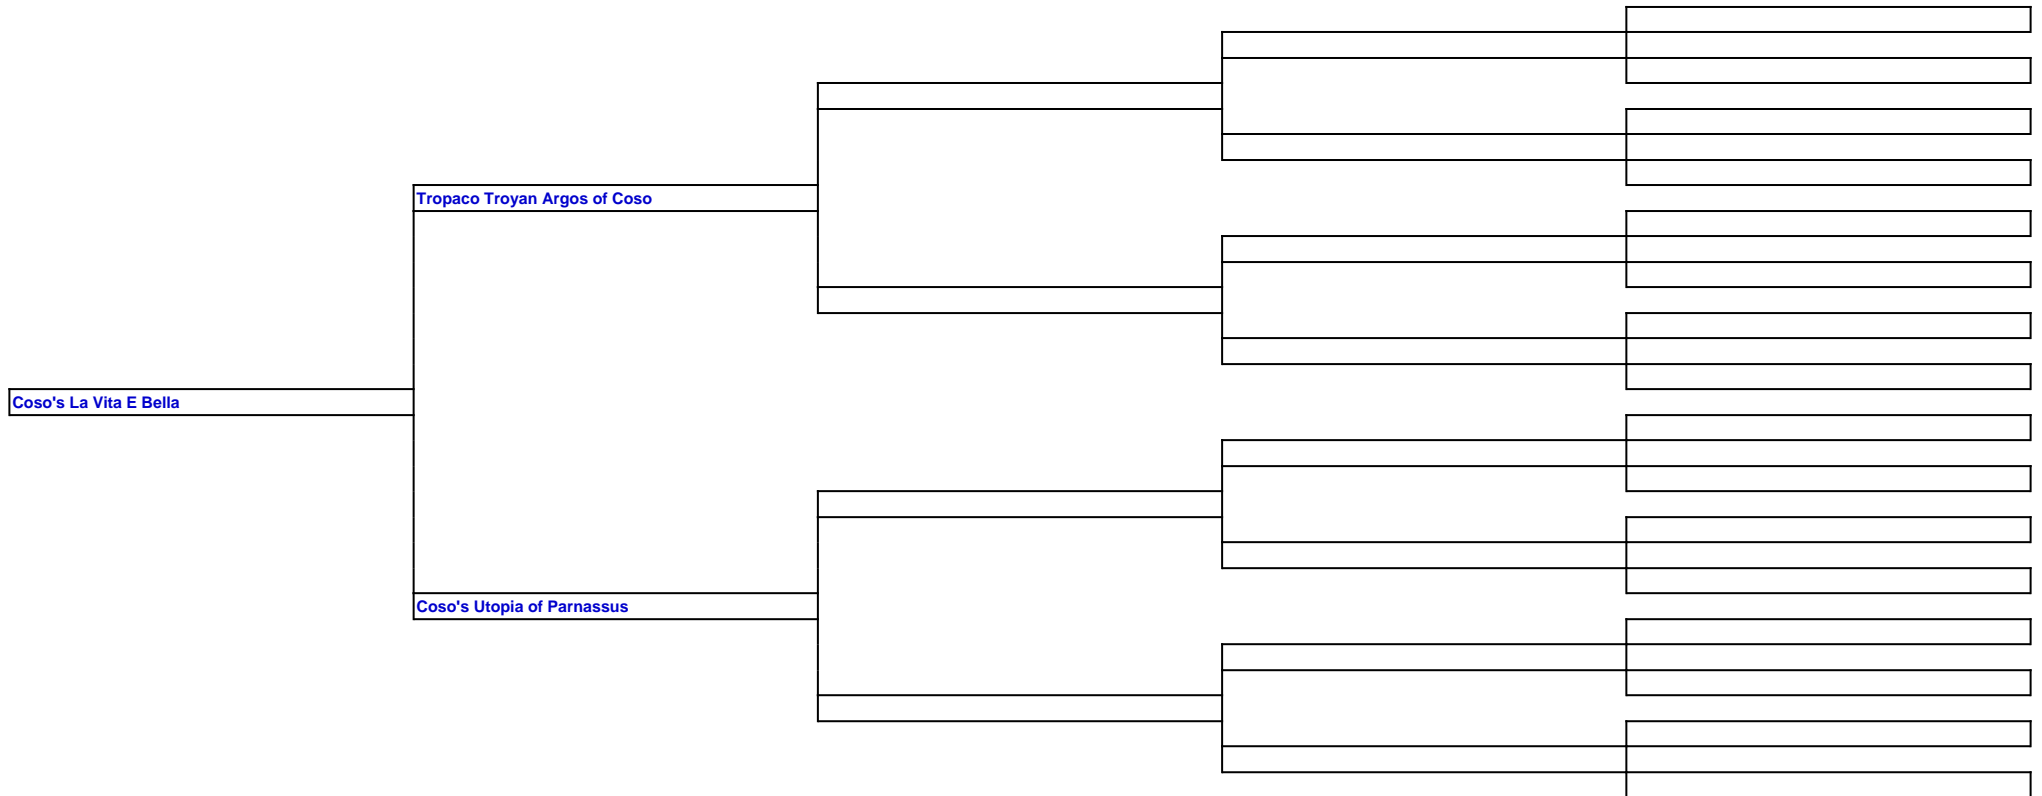 Tropaco Troyan Argos of Coso
Coso's La Vita E Bella
Coso's Utopia of Parnassus